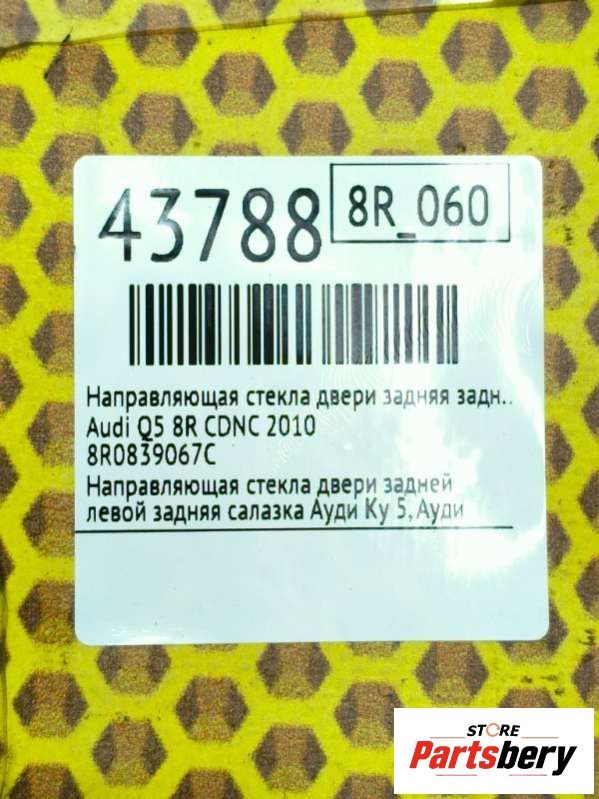 43788
8R_060
Направляющая стекла двери задняя задн..
Audi Q5 8R CDNC 2010
8R0839067C
Направляющая стекла двери задней
левой задняя салазка Ауди Ку 5, Ауди
STORE
Partsbery